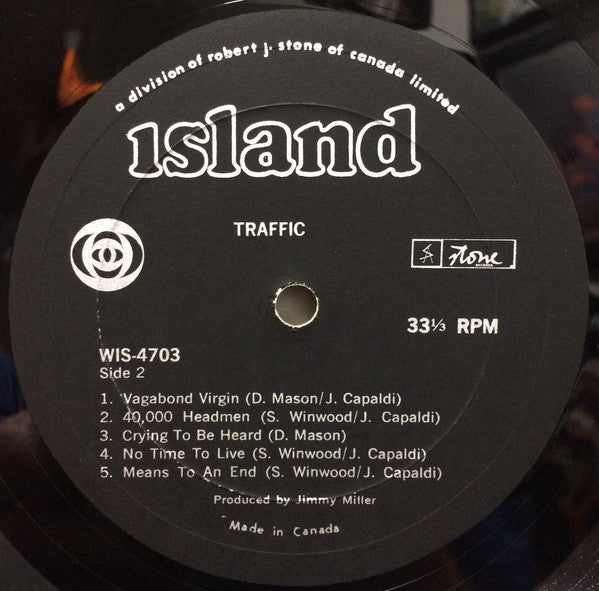 a division of robert j. stone of canada limited
island
TRAFFIC
stone
RECORDS
33⅓ RPM
WIS-4703
Side 2
1. Vagabond Virgin (D. Mason/J. Capaldi)
2. 40,000 Headmen (S. Winwood/J. Capaldi)
3. Crying To Be Heard (D. Mason)
4. No Time To Live (S. Winwood/J. Capaldi)
5. Means To An End (S. Winwood/J. Capaldi)
Produced by Jimmy Miller
Made in Canada